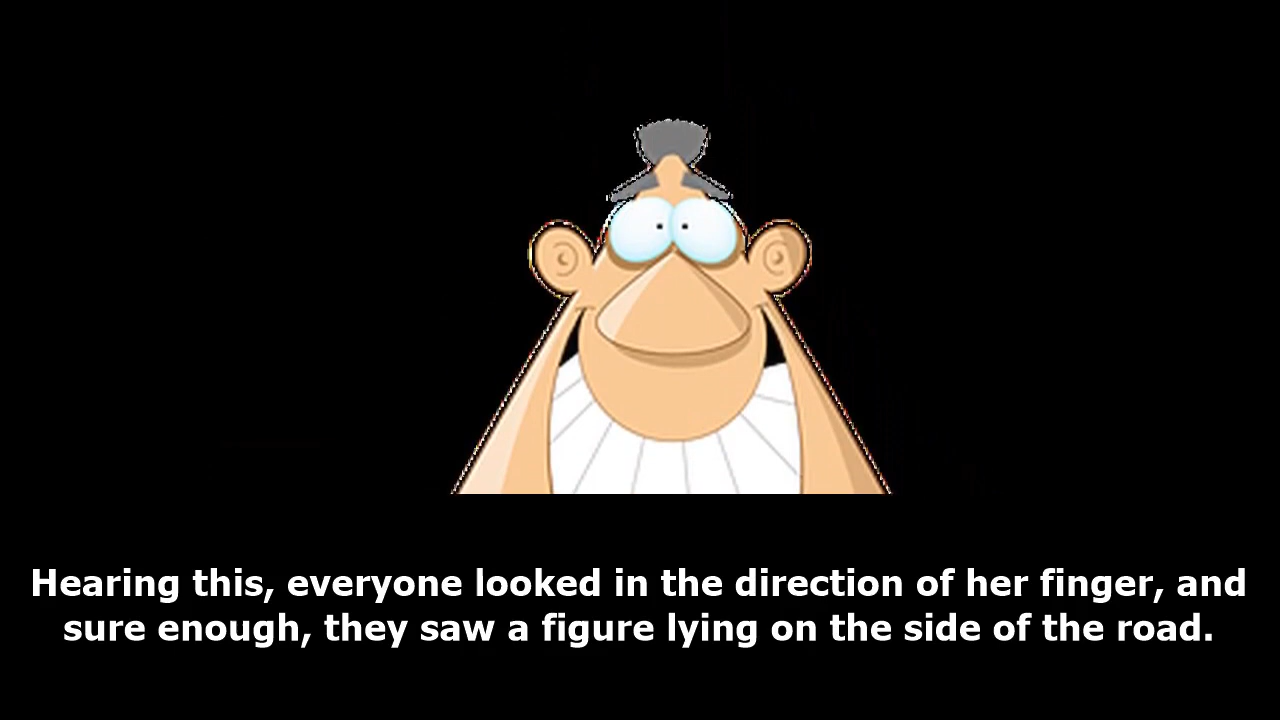 Hearing this, everyone looked in the direction of her finger, and
sure enough, they saw a figure lying on the side of the road.